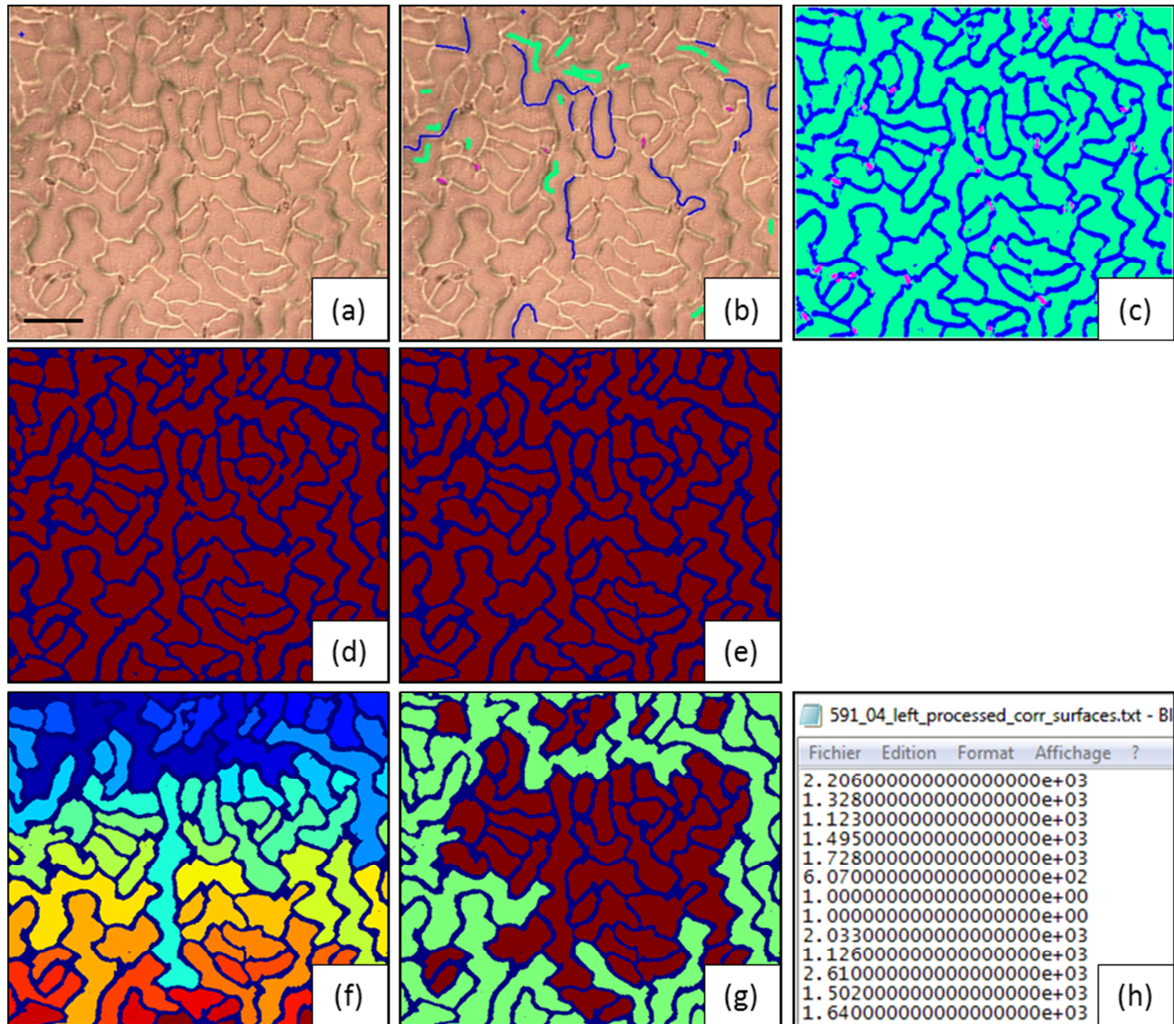 (a)
(b)
(c)
(d)
(e)
(f)
(g)
591_04_left_processed_corr_surfaces.txt - Bl
Fichier Edition Format Affichage ?
2.206000000000000000e+03
1.328000000000000000e+03
1.123000000000000000e+03
1.495000000000000000e+03
1.728000000000000000e+03
6.070000000000000000e+02
1.000000000000000000e+00
1.000000000000000000e+00
2.033000000000000000e+03
1.126000000000000000e+03
2.610000000000000000e+03
1.502000000000000000e+03
1.640000000000000000e+03
(h)